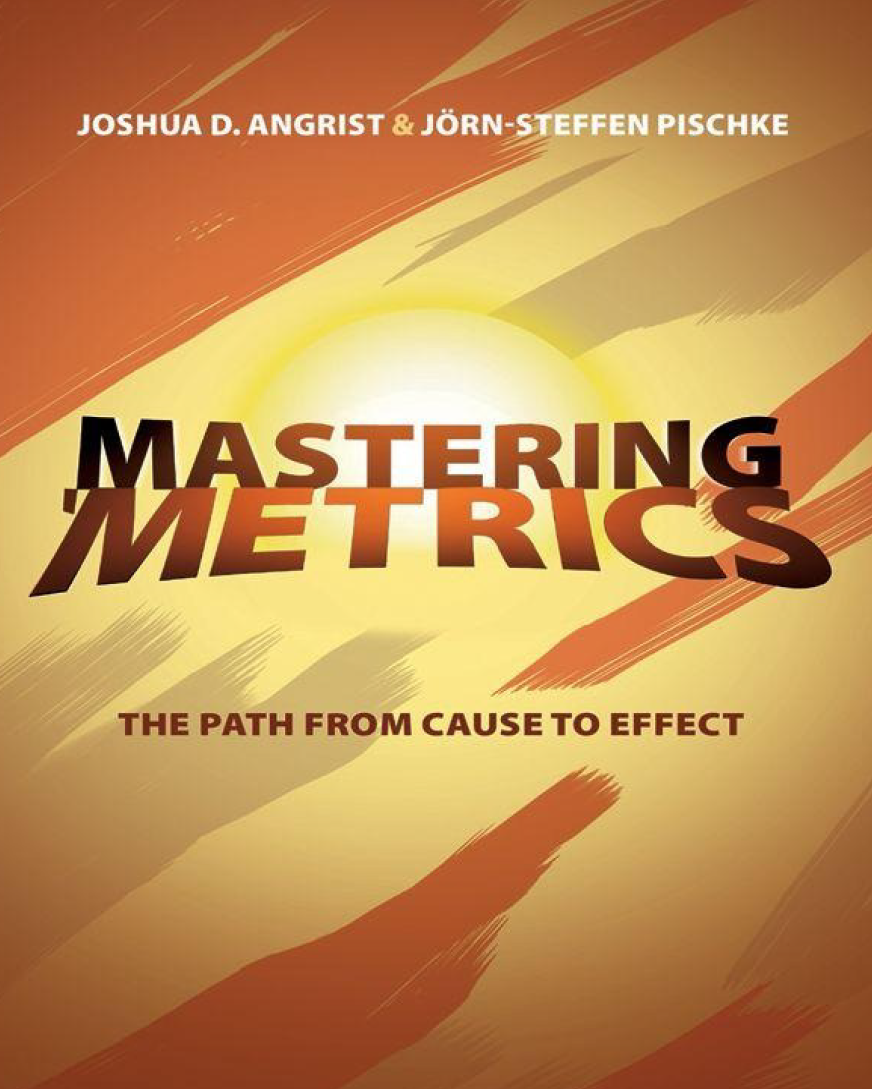 JOSHUA D. ANGRIST & JÖRN-STEFFEN PISCHKE
MASTERING
'METRICS
THE PATH FROM CAUSE TO EFFECT